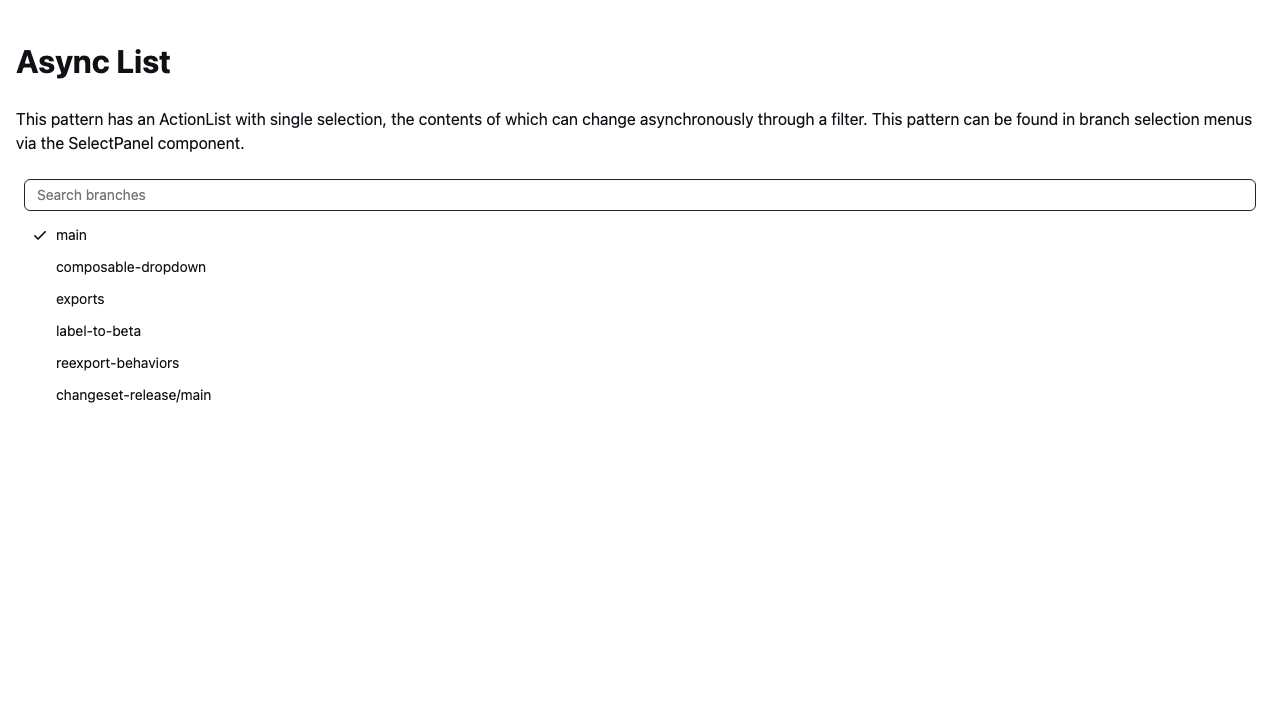 Async List
This pattern has an ActionList with single selection, the contents of which can change asynchronously through a filter. This pattern can be found in branch selection menus
via the SelectPanel component.
Search branches
main
composable-dropdown
exports
label-to-beta
reexport-behaviors
changeset-release/main